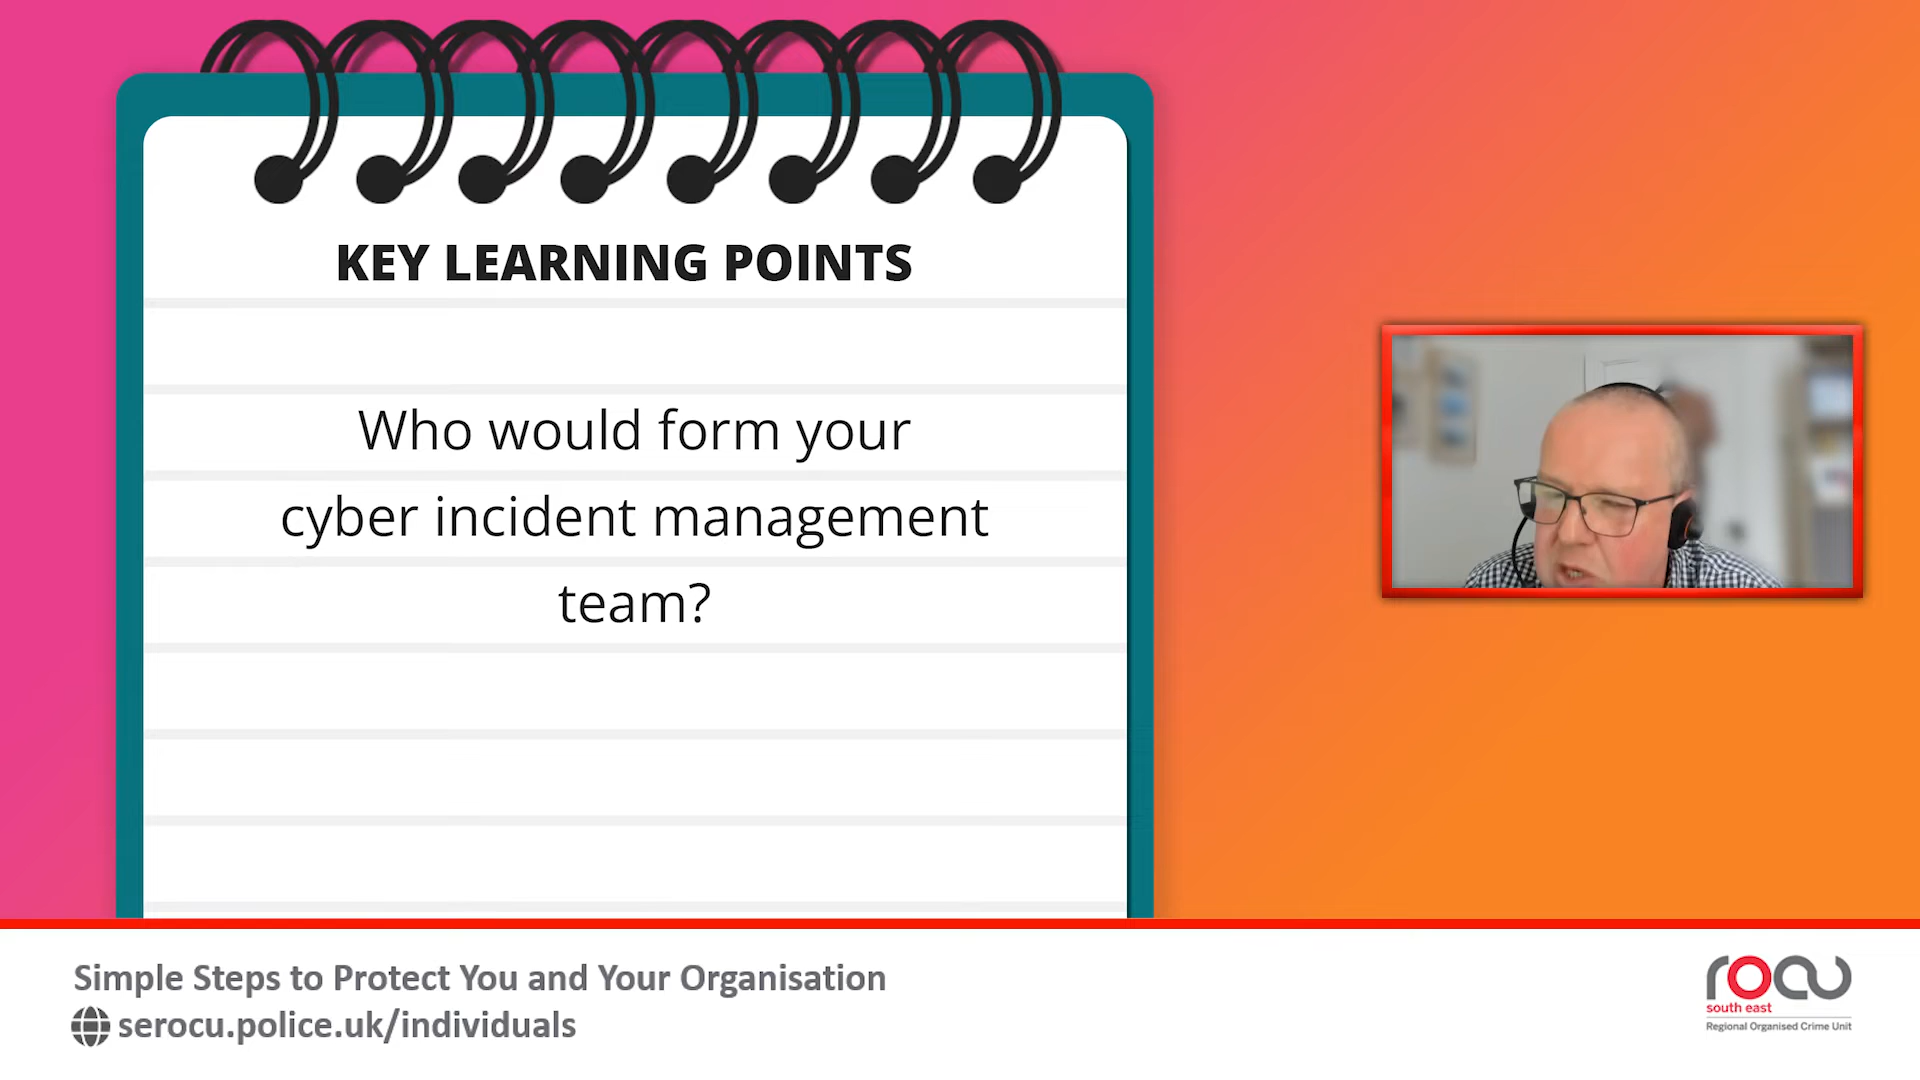 KEY LEARNING POINTS
Who would form your
cyber incident management
team?
Simple Steps to Protect You and Your Organisation
serocu.police.uk/individuals
rocu
south east
Regional Organised Crime Unit